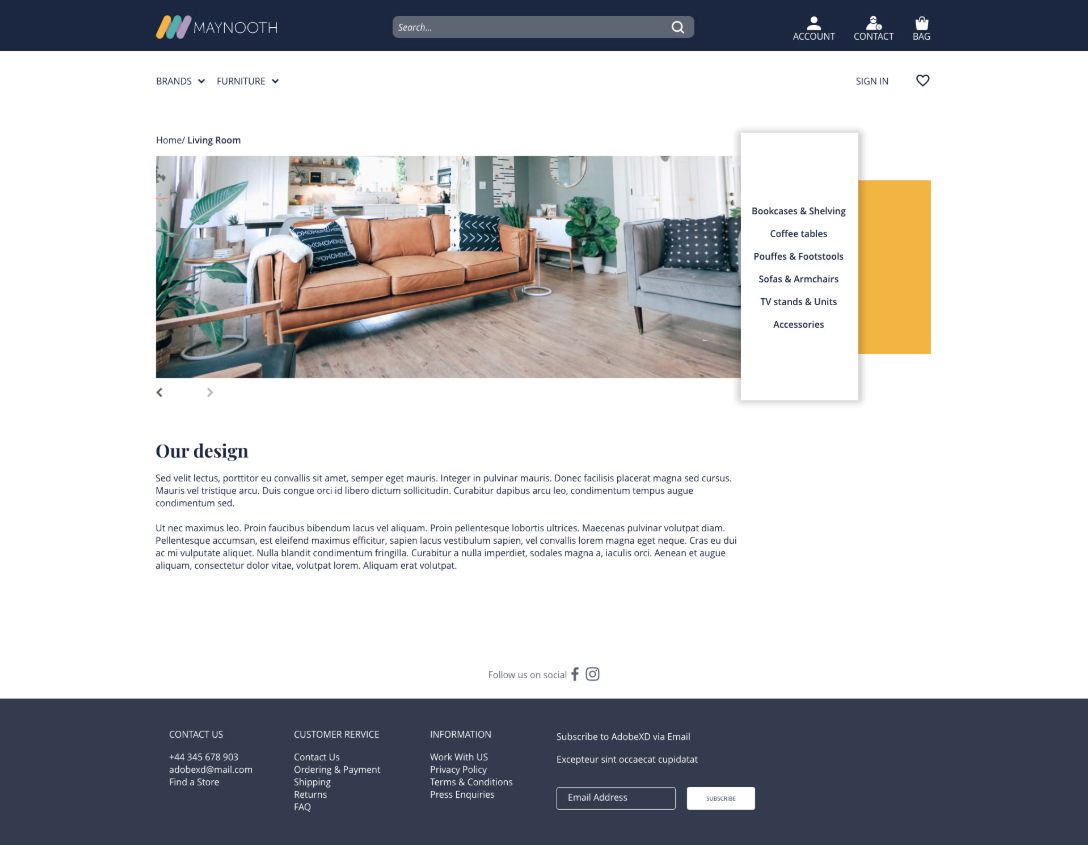 MAYNOOTH
Search...
ACCOUNT
CONTACT
BAG
BRANDS
FURNITURE
SIGN IN
Home/ Living Room
Bookcases & Shelving
Coffee tables
Pouffes & Footstools
Sofas & Armchairs
TV stands & Units
Accessories
Our design
Sed velit lectus, porttitor eu convallis sit amet, semper eget mauris. Integer in pulvinar mauris. Donec facilisis placerat magna sed cursus.
Mauris vel tristique arcu. Duis congue orci id libero dictum sollicitudin. Curabitur dapibus arcu leo, condimentum tempus augue
condimentum sed.
Ut nec maximus leo. Proin faucibus bibendum lacus vel aliquam. Proin pellentesque lobortis ultrices. Maecenas pulvinar volutpat diam.
Pellentesque accumsan, est eleifend maximus efficitur, sapien lacus vestibulum sapien, vel convallis lorem magna eget neque. Cras eu dui
ac mi vulputate aliquet. Nulla blandit condimentum fringilla. Curabitur a nulla imperdiet, sodales magna a, iaculis orci. Aenean et augue
aliquam, consectetur dolor vitae, volutpat lorem. Aliquam erat volutpat.
Follow us on social
CONTACT US
+44 345 678 903
adobexd@mail.com
Find a Store
CUSTOMER RERVICE
Contact Us
Ordering & Payment
Shipping
Returns
FAQ
INFORMATION
Work With US
Privacy Policy
Terms & Conditions
Press Enquiries
Subscribe to AdobeXD via Email
Excepteur sint occaecat cupidatat
Email Address
SUBSCRIBE